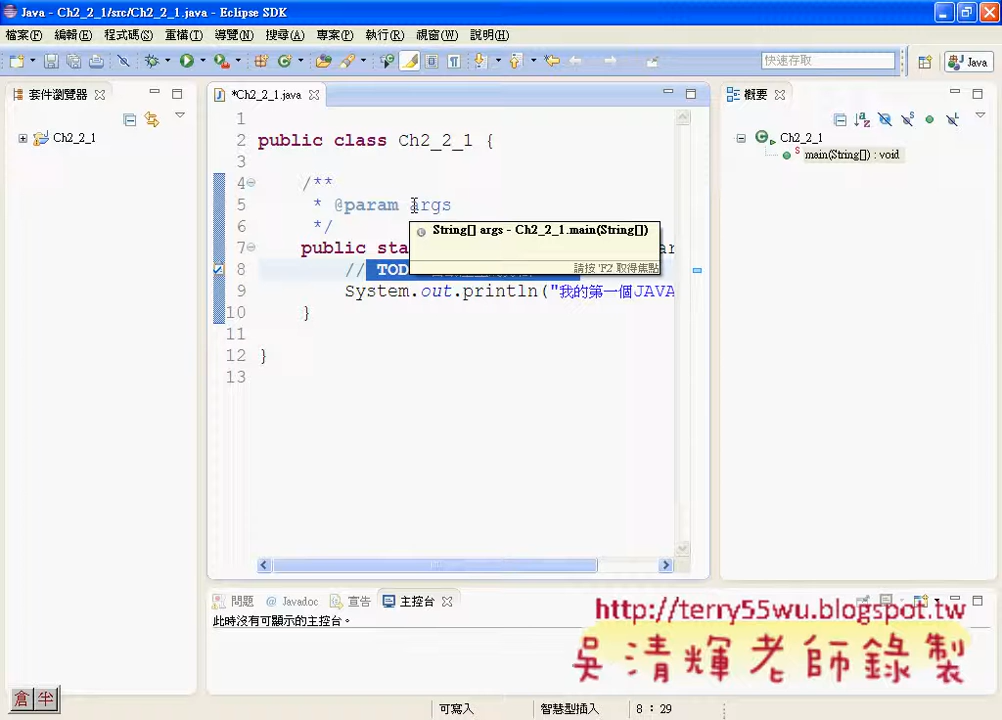 Java - Ch2_2_1/src/Ch2_2_1.java - Eclipse SDK
檔案(F) 編輯(E) 程式碼(S) 重構(T) 導覽(N) 搜尋(A) 專案(P) 執行(R) 視窗(W) 說明(H)
快速存取
Java
套件瀏覽器
*Ch2_2_1.java
概要
Ch2_2_1
Ch2_2_1
main(String[]) : void
1
2 public class Ch2_2_1 {
3
4 /**
5 * @param args
6 */
7 public sta
8 // TOD
9 System.out.println("我的第一個JAVA
10 }
11
12 }
13
String[] args - Ch2_2_1.main(String[])
請按 'F2' 取得焦點
問題 @ Javadoc 宣告 主控台
此時沒有可顯示的主控台。
http://terry55wu.blogspot.tw
吳清輝老師錄製
倉 半
可寫入 智慧型插入 8 : 29